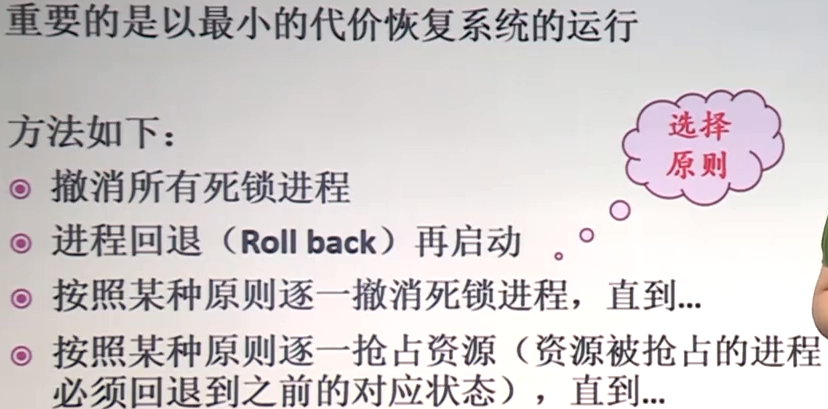 重要的是以最小的代价恢复系统的运行
方法如下：
选择
原则
撤消所有死锁进程
进程回退（Roll back）再启动
按照某种原则逐一撤消死锁进程，直到...
按照某种原则逐一抢占资源（资源被抢占的进程
必须回退到之前的对应状态），直到...